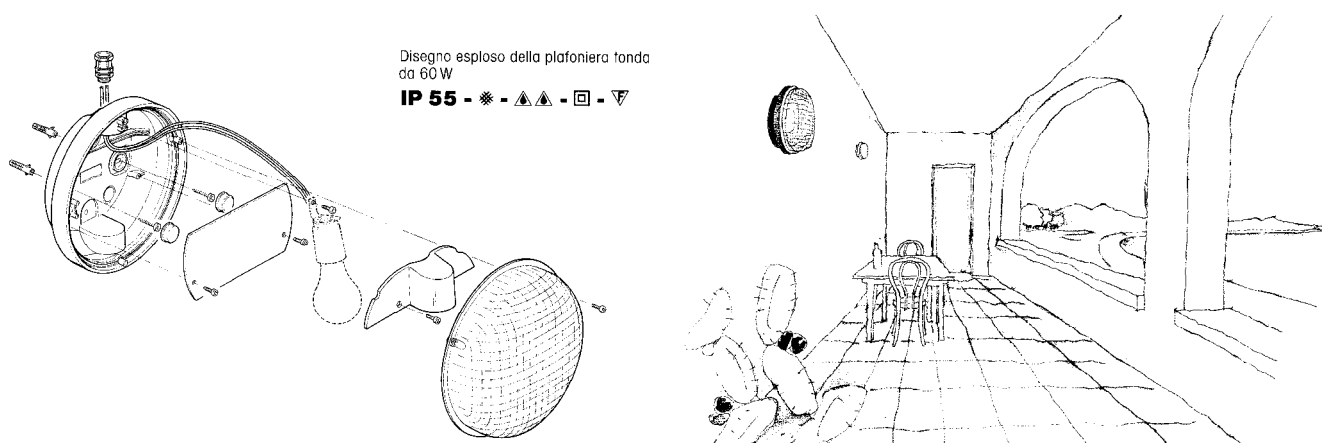 Disegno esploso della plafoniera tonda
da 60 W
IP 55 - - - -